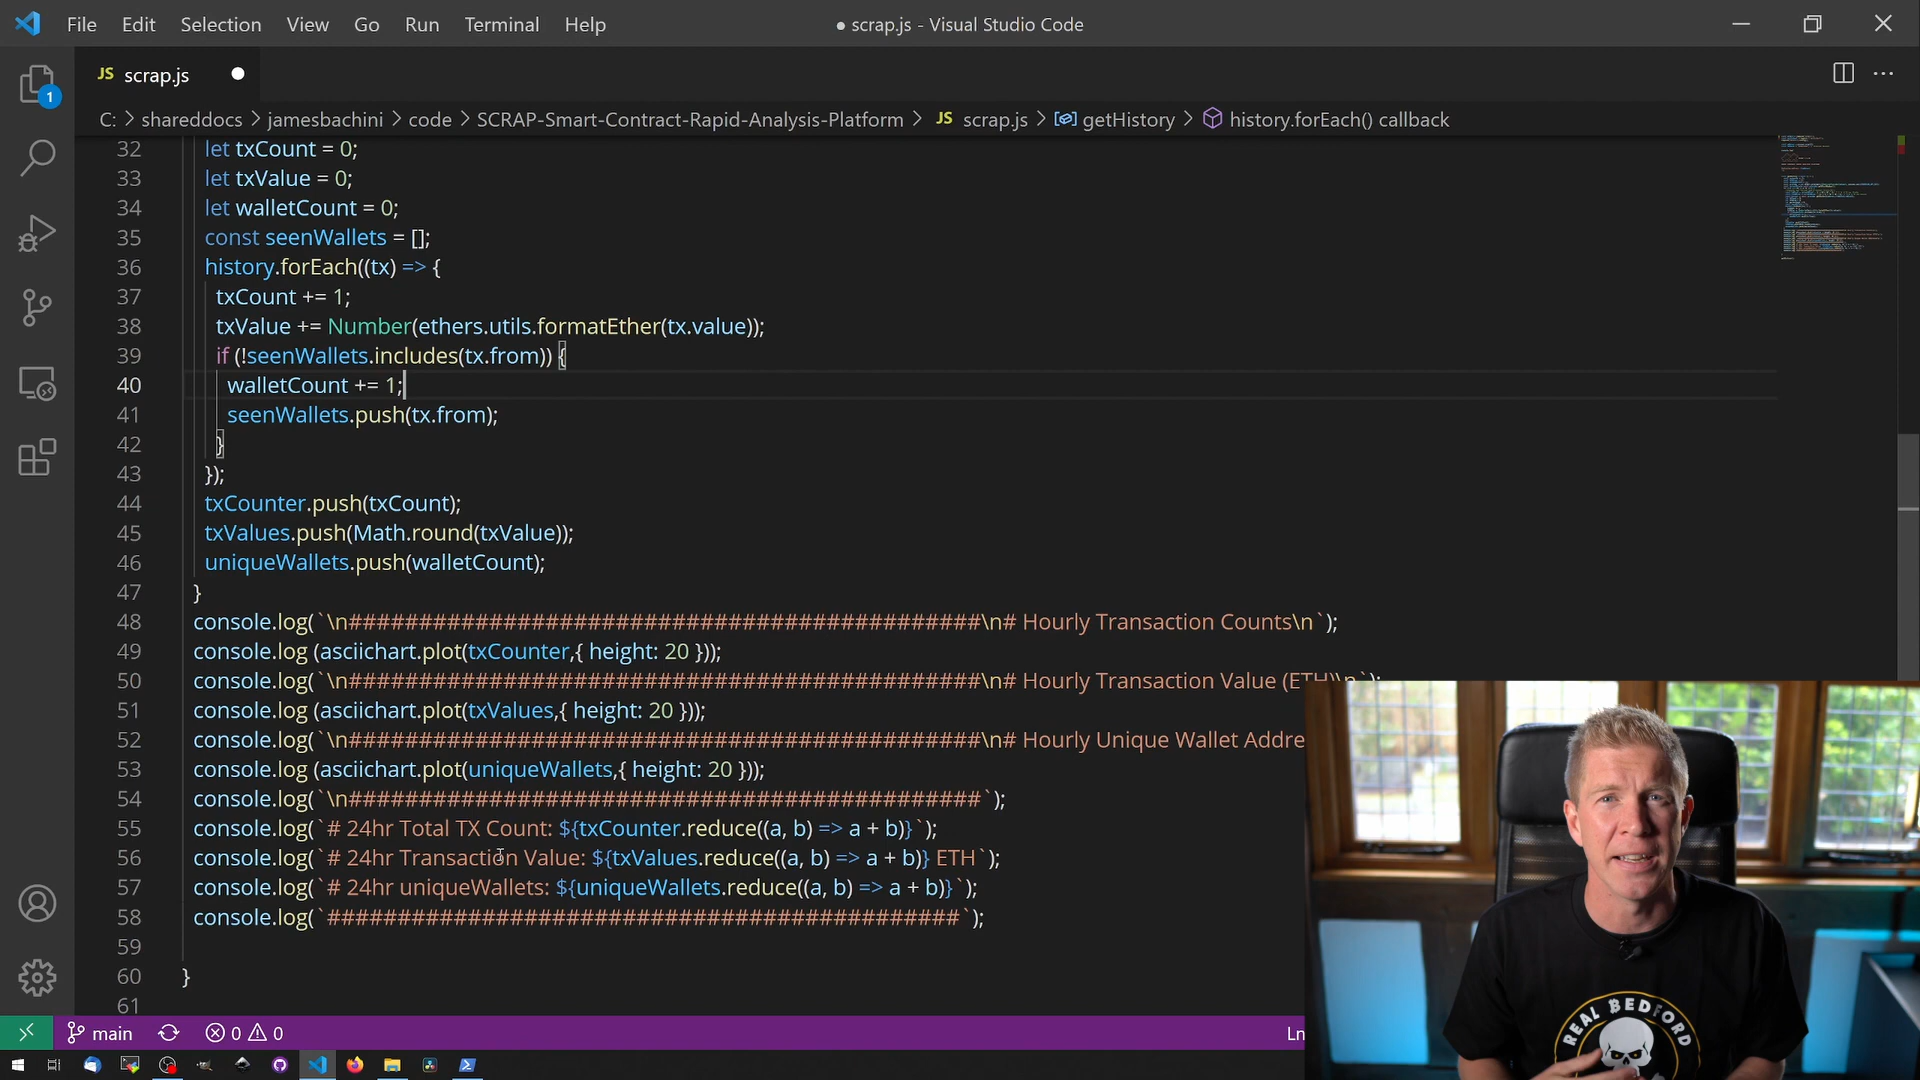 File Edit Selection View Go Run Terminal Help
● scrap.js - Visual Studio Code
1
JS scrap.js
C: > shareddocs > jamesbachini > code > SCRAP-Smart-Contract-Rapid-Analysis-Platform > JS scrap.js > getHistory > history.forEach() callback
32 let txCount = 0;
33 let txValue = 0;
34 let walletCount = 0;
35 const seenWallets = [];
36 history.forEach((tx) => {
37 txCount += 1;
38 txValue += Number(ethers.utils.formatEther(tx.value));
39 if (!seenWallets.includes(tx.from)) {
40 walletCount += 1;
41 seenWallets.push(tx.from);
42 }
43 });
44 txCounter.push(txCount);
45 txValues.push(Math.round(txValue));
46 uniqueWallets.push(walletCount);
47 }
48 console.log(`\n#############################################\n# Hourly Transaction Counts\n`);
49 console.log (asciichart.plot(txCounter,{ height: 20 }));
50 console.log(`\n#############################################\n# Hourly Transaction Value (ETH)\n`);
51 console.log (asciichart.plot(txValues,{ height: 20 }));
52 console.log(`\n#############################################\n# Hourly Unique Wallet Addre
53 console.log (asciichart.plot(uniqueWallets,{ height: 20 }));
54 console.log(`\n#############################################`);
55 console.log(`# 24hr Total TX Count: ${txCounter.reduce((a, b) => a + b)}`);
56 console.log(`# 24hr Transaction Value: ${txValues.reduce((a, b) => a + b)} ETH`);
57 console.log(`# 24hr uniqueWallets: ${uniqueWallets.reduce((a, b) => a + b)}`);
58 console.log(`#############################################`);
59
60 }
61
main 0 0 Ln
REAL BEDFORD